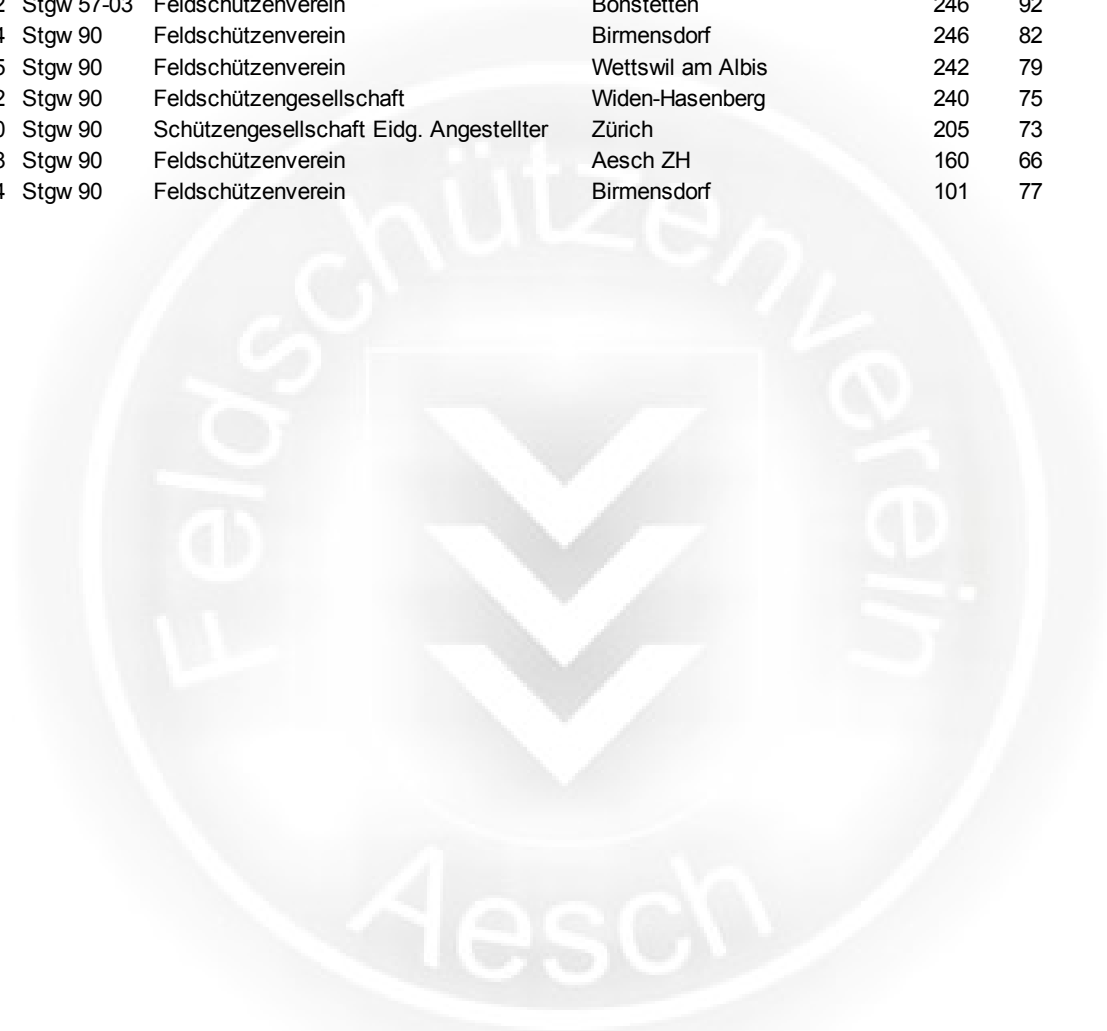 2 Stgw 57-03 Feldschützenverein Bonstetten 246 92
4 Stgw 90 Feldschützenverein Birmensdorf 246 82
5 Stgw 90 Feldschützenverein Wettswil am Albis 242 79
2 Stgw 90 Feldschützengesellschaft Widen-Hasenberg 240 75
0 Stgw 90 Schützengesellschaft Eidg. Angestellter Zürich 205 73
3 Stgw 90 Feldschützenverein Aesch ZH 160 66
4 Stgw 90 Feldschützenverein Birmensdorf 101 77
Feldschützenverein
Aesch